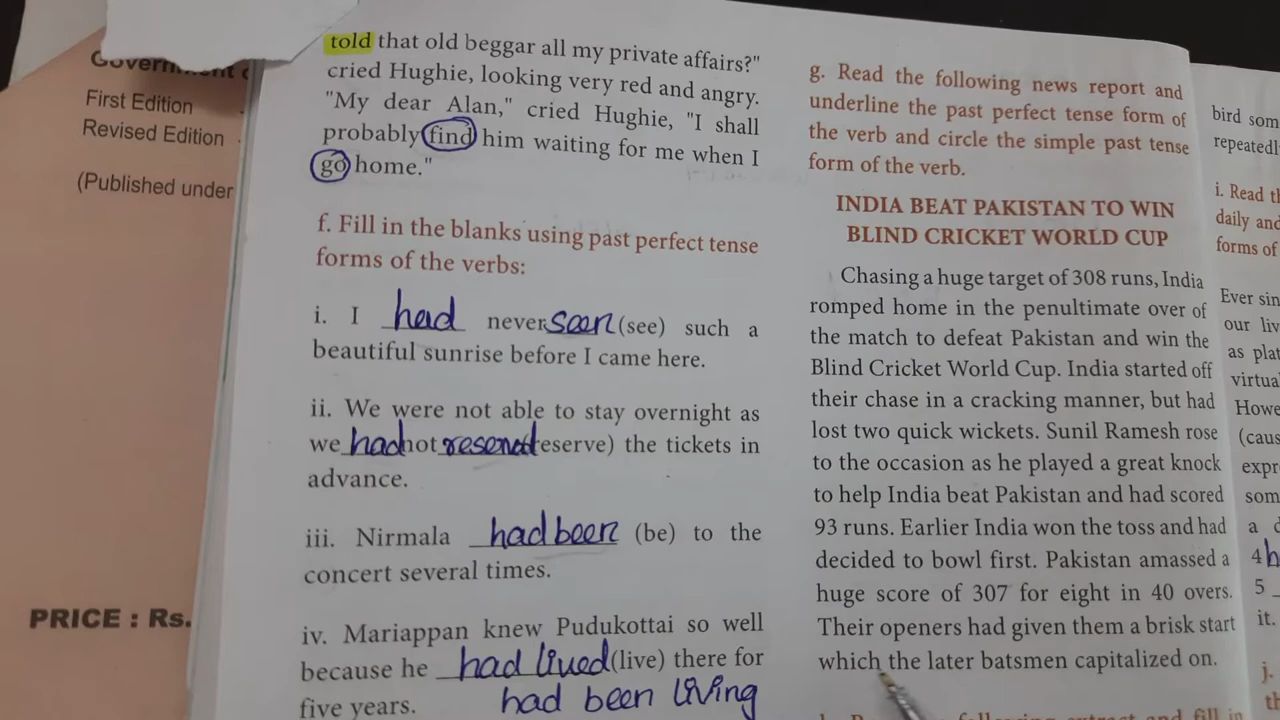 First Edition
Revised Edition
(Published under
PRICE : Rs.
told that old beggar all my private affairs?"
cried Hughie, looking very red and angry.
"My dear Alan," cried Hughie, "I shall
probably find him waiting for me when I
go home."
f. Fill in the blanks using past perfect tense
forms of the verbs:
i. I had never seen (see) such a
beautiful sunrise before I came here.
ii. We were not able to stay overnight as
we had not reserved (reserve) the tickets in
advance.
iii. Nirmala had been (be) to the
concert several times.
iv. Mariappan knew Pudukottai so well
because he had lived (live) there for
five years. had been living
g. Read the following news report and
underline the past perfect tense form of
the verb and circle the simple past tense
form of the verb.
INDIA BEAT PAKISTAN TO WIN
BLIND CRICKET WORLD CUP
Chasing a huge target of 308 runs, India
romped home in the penultimate over of
the match to defeat Pakistan and win the
Blind Cricket World Cup. India started off
their chase in a cracking manner, but had
lost two quick wickets. Sunil Ramesh rose
to the occasion as he played a great knock
to help India beat Pakistan and had scored
93 runs. Earlier India won the toss and had
decided to bowl first. Pakistan amassed a
huge score of 307 for eight in 40 overs.
Their openers had given them a brisk start
which the later batsmen capitalized on.
bird som
repeatedl
i. Read th
daily and
forms of
Ever sin
our liv
as plat
virtua
Howe
(caus
expr
som
a
4 h
5
it.
j.